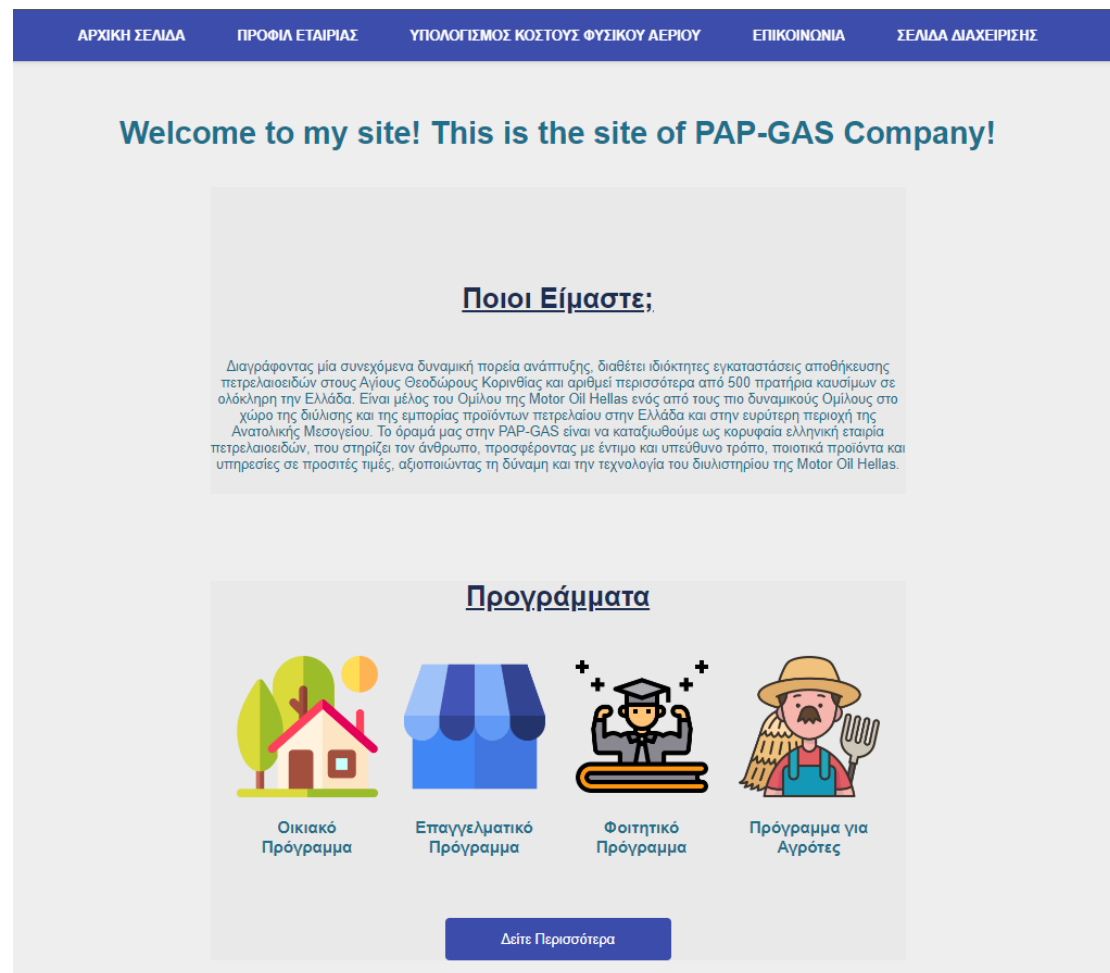 ΑΡΧΙΚΗ ΣΕΛΙΔΑ ΠΡΟΦΙΛ ΕΤΑΙΡΙΑΣ ΥΠΟΛΟΓΙΣΜΟΣ ΚΟΣΤΟΥΣ ΦΥΣΙΚΟΥ ΑΕΡΙΟΥ ΕΠΙΚΟΙΝΩΝΙΑ ΣΕΛΙΔΑ ΔΙΑΧΕΙΡΙΣΗΣ
Welcome to my site! This is the site of PAP-GAS Company!
Ποιοι Είμαστε;
Διαγράφοντας μία συνεχόμενα δυναμική πορεία ανάπτυξης, διαθέτει ιδιόκτητες εγκαταστάσεις αποθήκευσης
πετρελαιοειδών στους Αγίους Θεοδώρους Κορινθίας και αριθμεί περισσότερα από 500 πρατήρια καυσίμων σε
ολόκληρη την Ελλάδα. Είναι μέλος του Ομίλου της Motor Oil Hellas ενός από τους πιο δυναμικούς Ομίλους στο
χώρο της διύλισης και της εμπορίας προϊόντων πετρελαίου στην Ελλάδα και στην ευρύτερη περιοχή της
Ανατολικής Μεσογείου. Το όραμά μας στην PAP-GAS είναι να καταξιωθούμε ως κορυφαία ελληνική εταιρία
πετρελαιοειδών, που στηρίζει τον άνθρωπο, προσφέροντας με έντιμο και υπεύθυνο τρόπο, ποιοτικά προϊόντα και
υπηρεσίες σε προσιτές τιμές, αξιοποιώντας τη δύναμη και την τεχνολογία του διυλιστηρίου της Motor Oil Hellas.
Προγράμματα
Οικιακό
Πρόγραμμα
Επαγγελματικό
Πρόγραμμα
Φοιτητικό
Πρόγραμμα
Πρόγραμμα για
Αγρότες
Δείτε Περισσότερα